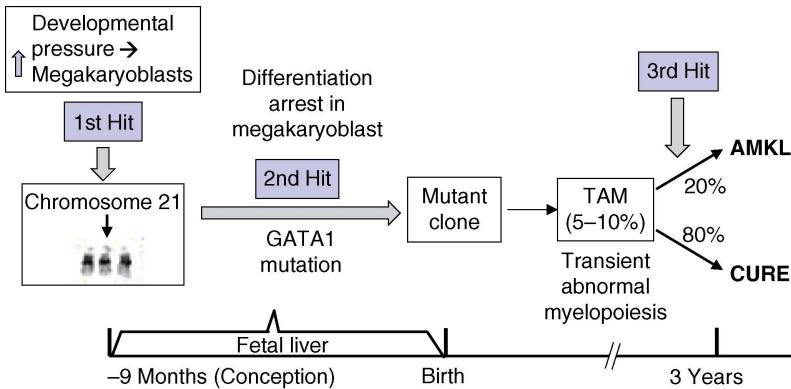 Developmental
pressure →
Megakaryoblasts
1st Hit
Chromosome 21
Differentiation
arrest in
megakaryoblast
2nd Hit
GATA1
mutation
Mutant
clone
TAM
(5–10%)
Transient
abnormal
myelopoiesis
3rd Hit
AMKL
20%
80%
CURE
Fetal liver
–9 Months (Conception)
Birth
3 Years